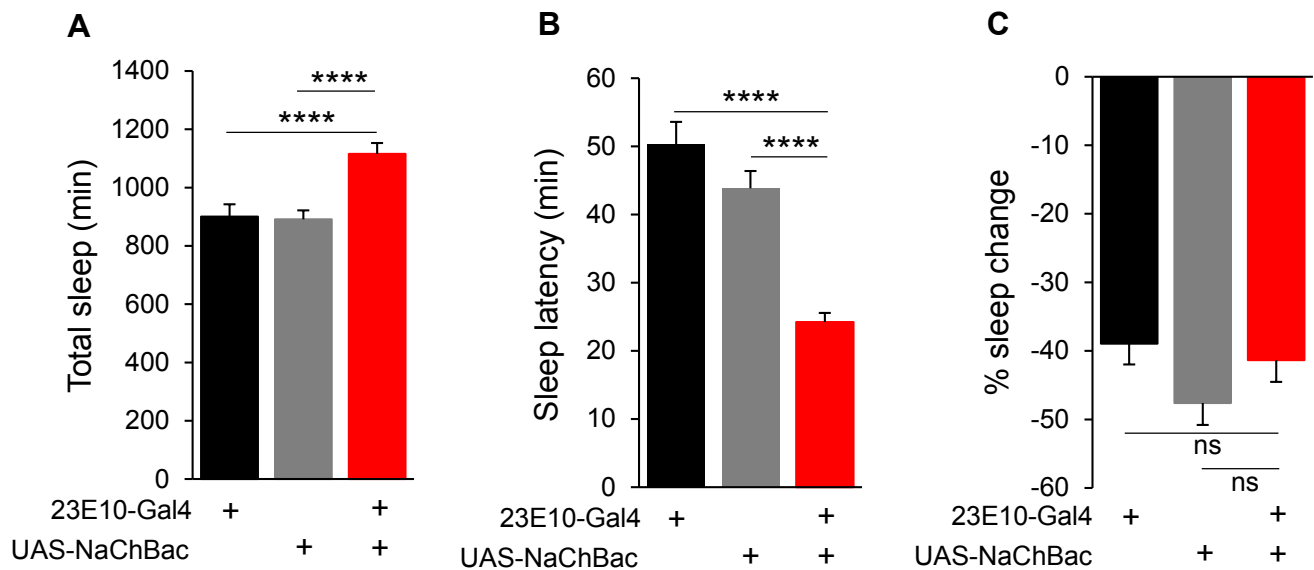 A
Total sleep (min)
1400
1200
1000
800
600
400
200
0
****
****
23E10-Gal4 + +
UAS-NaChBac + +
B
Sleep latency (min)
60
50
40
30
20
10
0
****
****
23E10-Gal4 + +
UAS-NaChBac + +
C
% sleep change
0
-10
-20
-30
-40
-50
-60
ns
ns
23E10-Gal4 + +
UAS-NaChBac + +